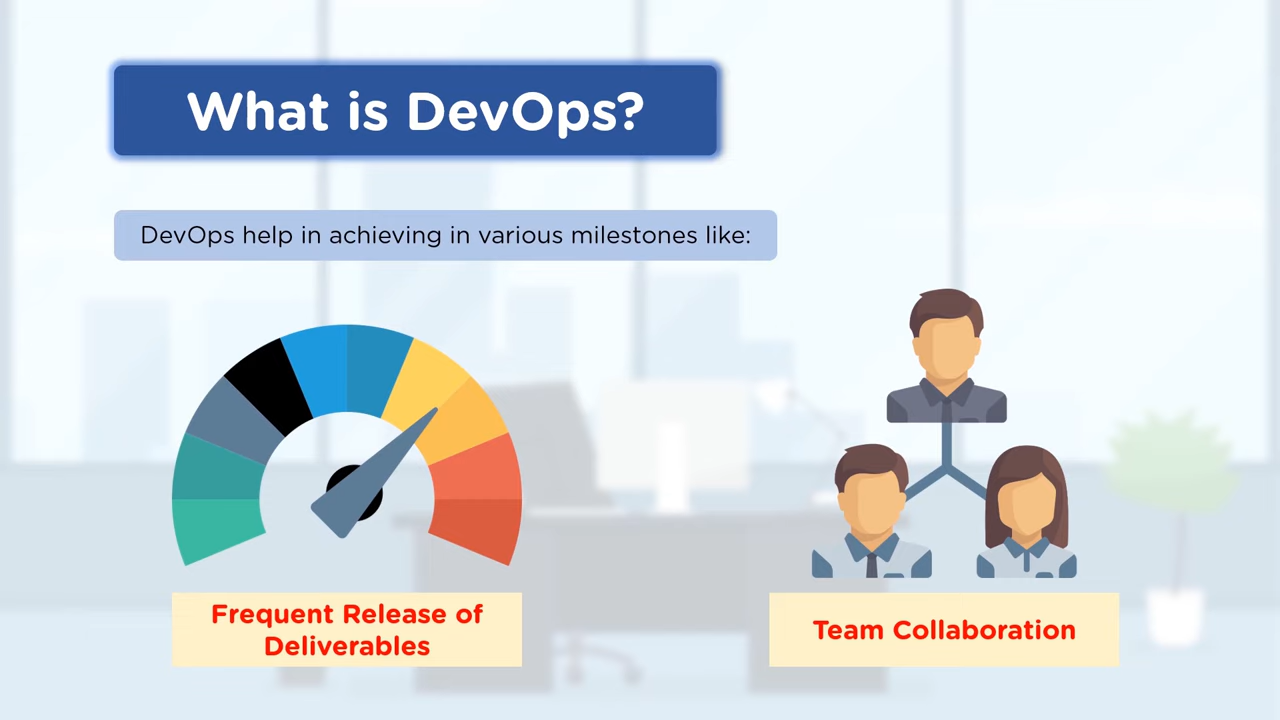 What is DevOps?
DevOps help in achieving in various milestones like:
Frequent Release of
Deliverables
Team Collaboration